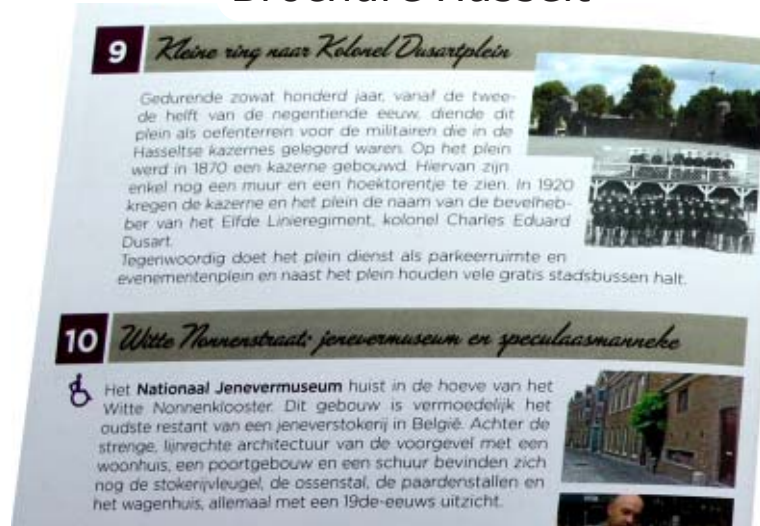 Brochure Hasselt
9 Kleine ring naar Kolonel Dusartplein
Gedurende zowat honderd jaar, vanaf de twee-
de helft van de negentiende eeuw, diende dit
plein als oefenterrein voor de militairen die in de
Hasseltse kazernes gelegerd waren. Op het plein
werd in 1870 een kazerne gebouwd. Hiervan zijn
enkel nog een muur en een hoektorentje te zien. In 1920
kregen de kazerne en het plein de naam van de bevelheb-
ber van het Elfde Linieregiment, kolonel Charles Eduard
Dusart.
Tegenwoordig doet het plein dienst als parkeerruimte en
evenementenplein en naast het plein houden vele gratis stadsbussen halt.
10 Witte Nonnenstraat: jenevermuseum en speculaasmanneke
Het Nationaal Jenevermuseum huist in de hoeve van het
Witte Nonnenklooster. Dit gebouw is vermoedelijk het
oudste restant van een jeneverstokerij in België. Achter de
strenge, lijnrechte architectuur van de voorgevel met een
woonhuis, een poortgebouw en een schuur bevinden zich
nog de stokerijvleugel, de ossenstal, de paardenstallen en
het wagenhuis, allemaal met een 19de-eeuws uitzicht.